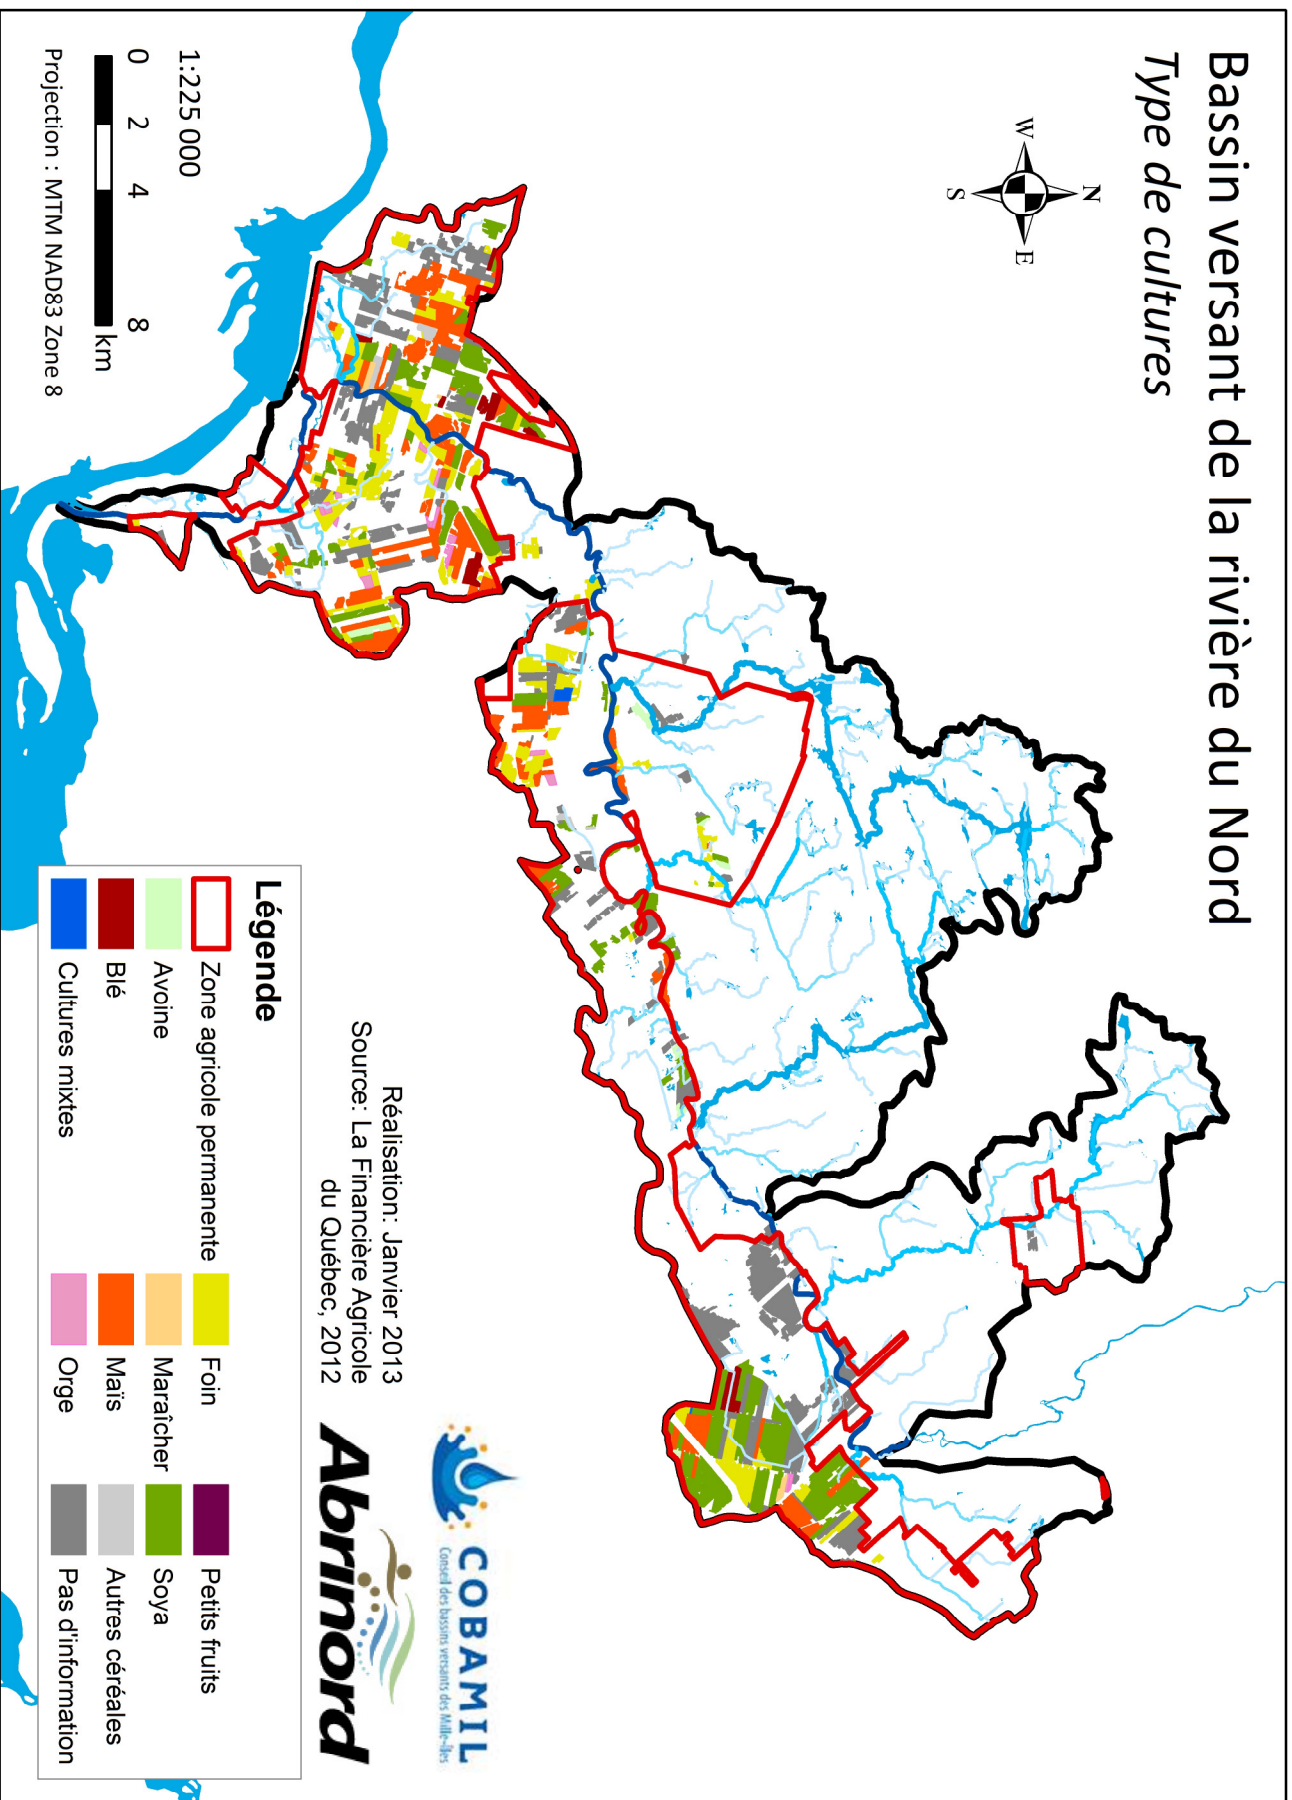 Bassin versant de la rivière du Nord
Type de cultures
N
W
E
S
1:225 000
0 2 4 8
km
Projection : MTM NAD83 Zone 8
Réalisation: Janvier 2013
Source: La Financière Agricole
du Québec, 2012
COBAMIL
Conseil des bassins versants des Mille-Îles
Abrinord
Légende
Zone agricole permanente
Avoine
Blé
Cultures mixtes
Foin
Maraîcher
Maïs
Orge
Petits fruits
Soya
Autres céréales
Pas d'information